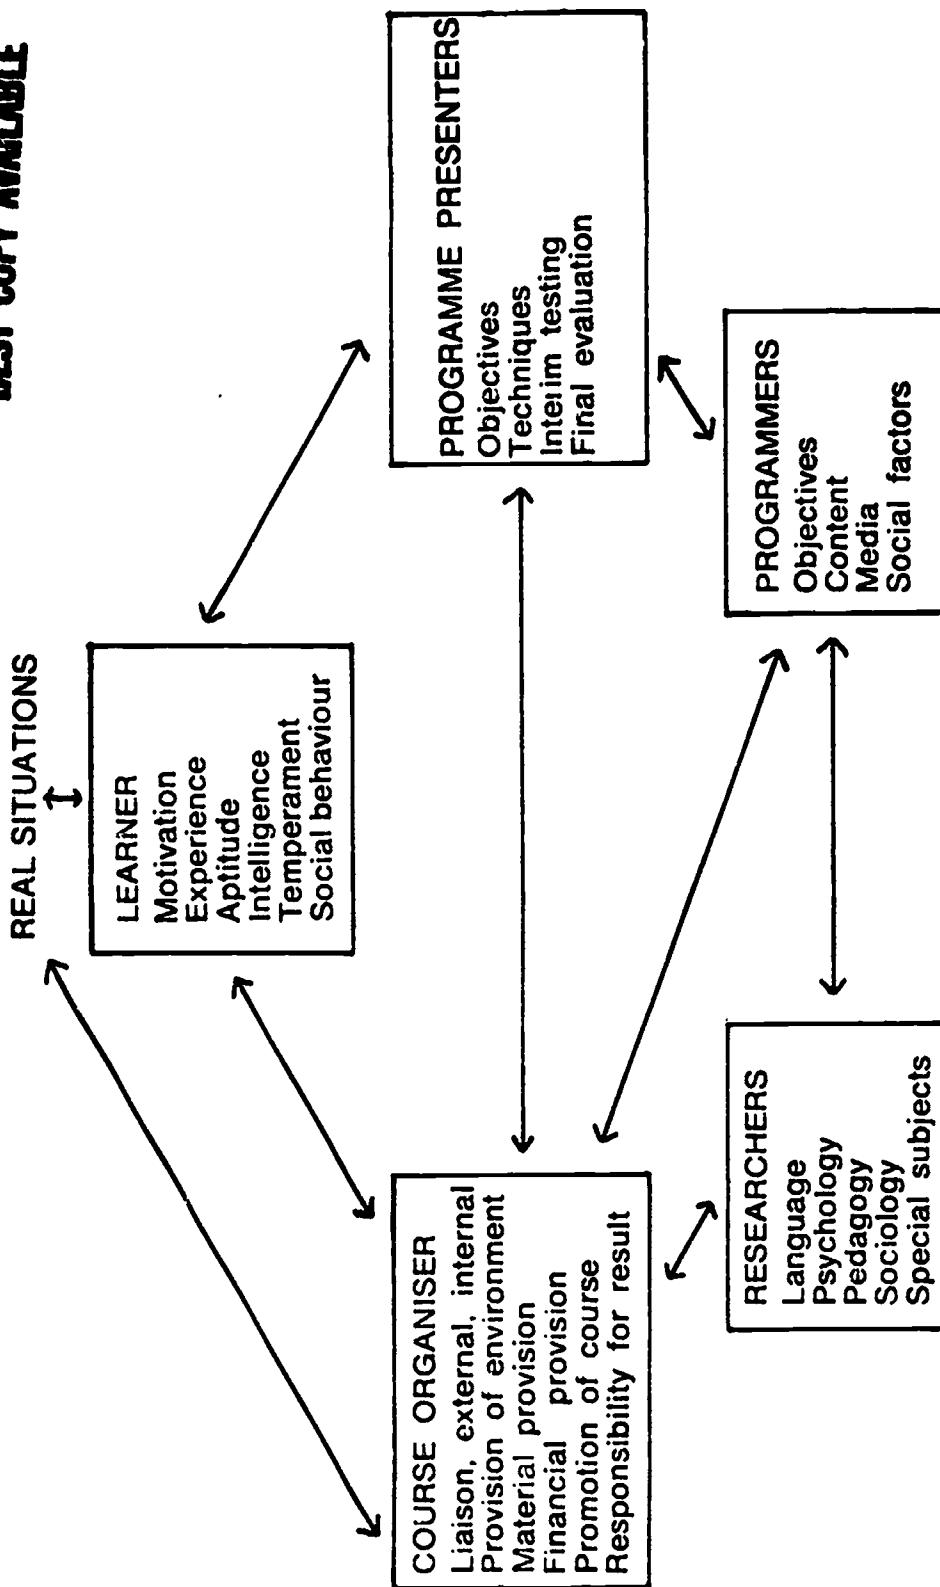 BEST COPY AVAILABLE
REAL SITUATIONS
LEARNER
Motivation
Experience
Aptitude
Intelligence
Temperament
Social behaviour
COURSE ORGANISER
Liaison, external, internal
Provision of environment
Material provision
Financial provision
Promotion of course
Responsibility for result
PROGRAMME PRESENTERS
Objectives
Techniques
Interim testing
Final evaluation
RESEARCHERS
Language
Psychology
Pedagogy
Sociology
Special subjects
PROGRAMMERS
Objectives
Content
Media
Social factors